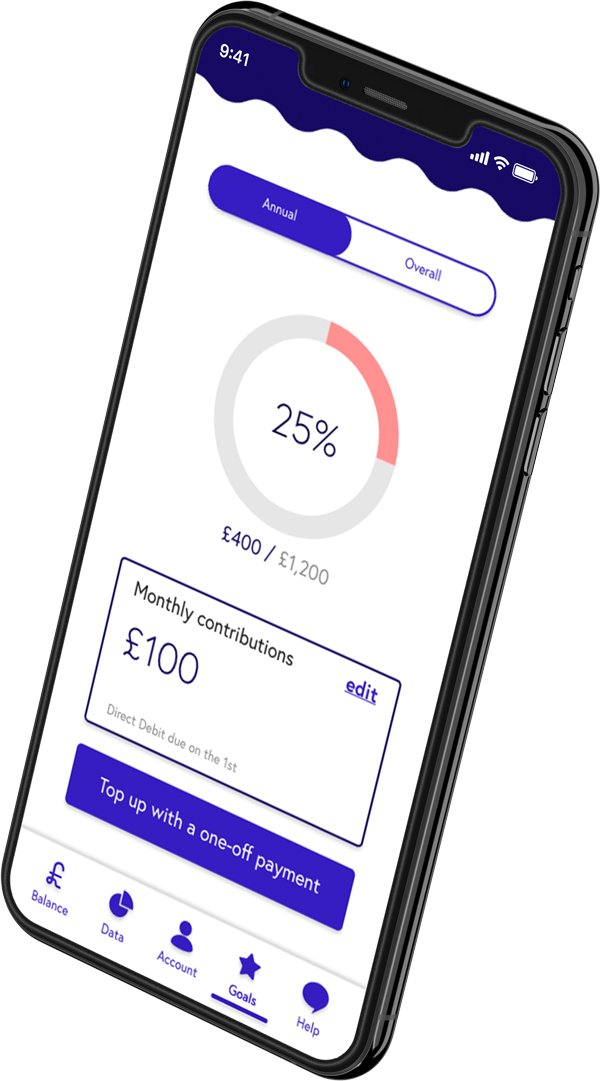 9:41
Annual
Overall
25%
£400 / £1,200
Monthly contributions
£100
edit
Direct Debit due on the 1st
Top up with a one-off payment
Balance
Data
Account
Goals
Help